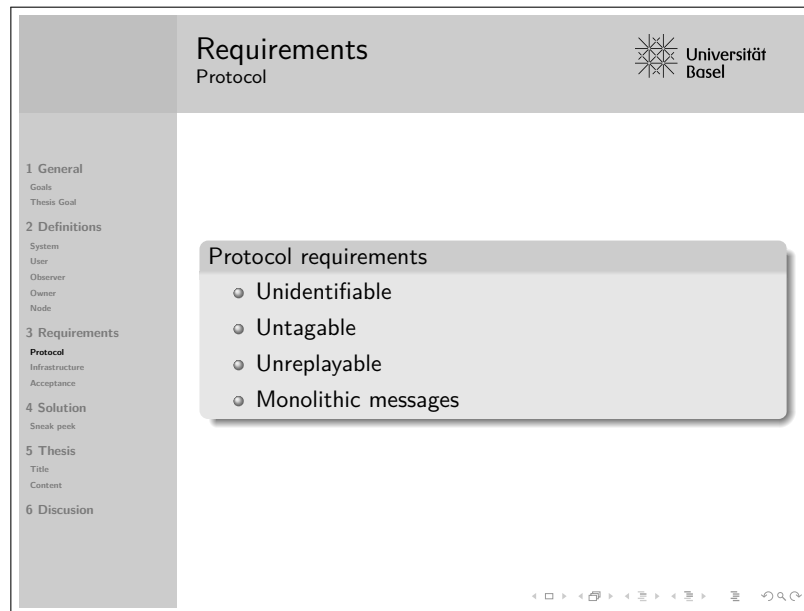 Requirements
Protocol
Universität
Basel
1 General
Goals
Thesis Goal
2 Definitions
System
User
Observer
Owner
Node
3 Requirements
Protocol
Infrastructure
Acceptance
4 Solution
Sneak peek
5 Thesis
Title
Content
6 Discusion
Protocol requirements
Unidentifiable
Untagable
Unreplayable
Monolithic messages